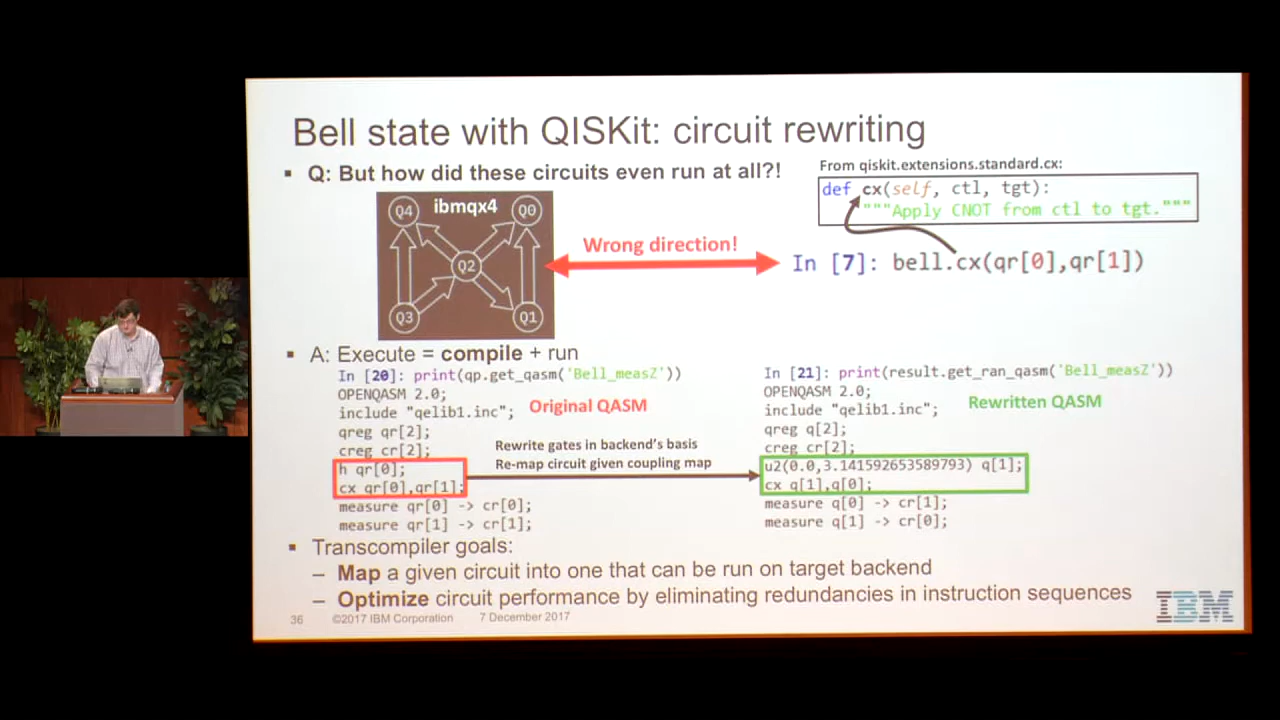 Bell state with QISKit: circuit rewriting
▪ Q: But how did these circuits even run at all?!
From qiskit.extensions.standard.cx:
def cx(self, ctl, tgt):
"""Apply CNOT from ctl to tgt."""
ibmqx4
Q4
Q0
Q2
Q3
Q1
Wrong direction!
In [7]: bell.cx(qr[0],qr[1])
▪ A: Execute = compile + run
In [20]: print(qp.get_qasm('Bell_measZ'))
OPENQASM 2.0;
include "qelib1.inc";
Original QASM
qreg qr[2];
creg cr[2];
h qr[0];
cx qr[0],qr[1];
measure qr[0] -> cr[0];
measure qr[1] -> cr[1];
Rewrite gates in backend's basis
Re-map circuit given coupling map
In [21]: print(result.get_ran_qasm('Bell_measZ'))
OPENQASM 2.0;
include "qelib1.inc";
Rewritten QASM
qreg q[2];
creg cr[2];
u2(0.0,3.141592653589793) q[1];
cx q[1],q[0];
measure q[0] -> cr[1];
measure q[1] -> cr[0];
▪ Transcompiler goals:
– Map a given circuit into one that can be run on target backend
– Optimize circuit performance by eliminating redundancies in instruction sequences
36 ©2017 IBM Corporation 7 December 2017
IBM